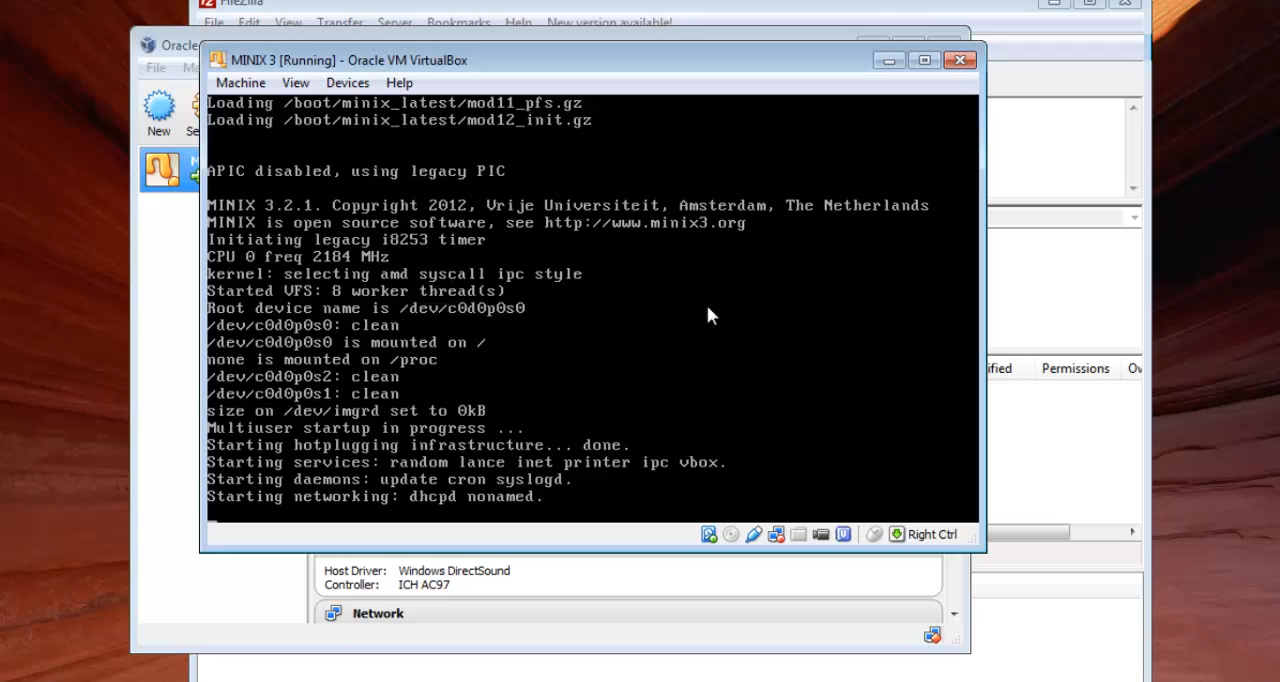 FileZilla
File Edit View Transfer Server Bookmarks Help New version available!
Oracle
File Ma
MINIX 3 [Running] - Oracle VM VirtualBox
Machine View Devices Help
New Se
Loading /boot/minix_latest/mod11_pfs.gz
Loading /boot/minix_latest/mod12_init.gz
APIC disabled, using legacy PIC
MINIX 3.2.1. Copyright 2012, Vrije Universiteit, Amsterdam, The Netherlands
MINIX is open source software, see http://www.minix3.org
Initiating legacy i8253 timer
CPU 0 freq 2184 MHz
kernel: selecting amd syscall ipc style
Started VFS: 8 worker thread(s)
Root device name is /dev/c0d0p0s0
/dev/c0d0p0s0: clean
/dev/c0d0p0s0 is mounted on /
none is mounted on /proc
/dev/c0d0p0s2: clean
/dev/c0d0p0s1: clean
size on /dev/imgrd set to 0kB
Multiuser startup in progress ...
Starting hotplugging infrastructure... done.
Starting services: random lance inet printer ipc vbox.
Starting daemons: update cron syslogd.
Starting networking: dhcpd nonamed.
ified Permissions Ow
Right Ctrl
Host Driver: Windows DirectSound
Controller: ICH AC97
Network